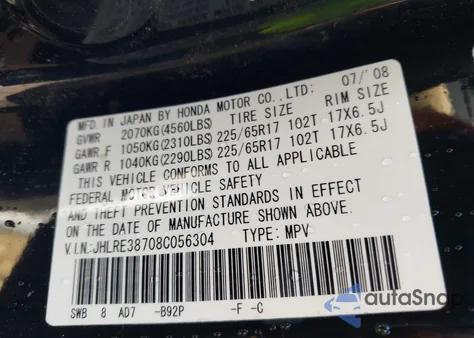 MFD. IN JAPAN BY HONDA MOTOR CO., LTD: 07/'08
GVWR 2070KG(4560LBS) TIRE SIZE RIM SIZE
GAWR F 1050KG(2310LBS) 225/65R17 102T 17X6.5J
GAWR R 1040KG(2290LBS) 225/65R17 102T 17X6.5J
THIS VEHICLE CONFORMS TO ALL APPLICABLE
FEDERAL MOTOR VEHICLE SAFETY
AND THEFT PREVENTION STANDARDS IN EFFECT
ON THE DATE OF MANUFACTURE SHOWN ABOVE.
V.I.N.:JHLRE38708C056304 TYPE: MPV
SWB 8 AD7 -B92P -F -C
autoSnap